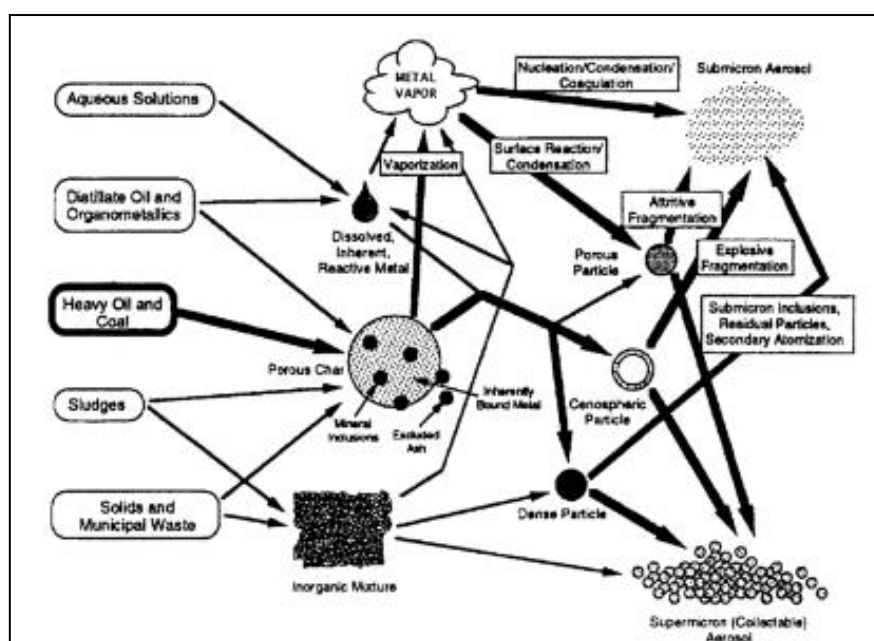 Nucleation/Condensation/
Coagulation
Submicron Aerosol
METAL
VAPOR
Aqueous Solutions
Surface Reaction/
Condensation
Vaporization
Distillate Oil and
Organometallics
Attritive
Fragmentation
Dissolved,
Inherent,
Reactive Metal
Porous
Particle
Explosive
Fragmentation
Heavy Oil and
Coal
Submicron Inclusions,
Residual Particles,
Secondary Atomization
Porous Char
Inherently
Bound Metal
Mineral
Inclusions
Excluded
Ash
Cenospheric
Particle
Sludges
Solids and
Municipal Waste
Dense Particle
Inorganic Mixture
Supermicron (Collectable)
Aerosol